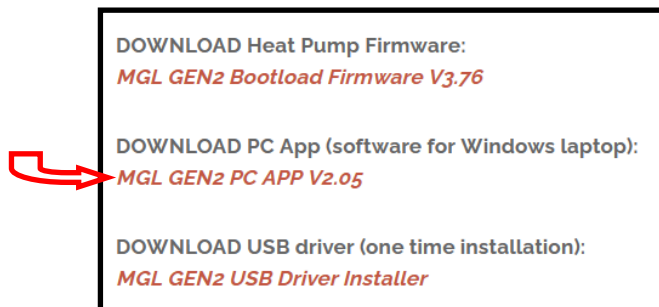 DOWNLOAD Heat Pump Firmware:
MGL GEN2 Bootload Firmware V3.76
DOWNLOAD PC App (software for Windows laptop):
MGL GEN2 PC APP V2.05
DOWNLOAD USB driver (one time installation):
MGL GEN2 USB Driver Installer